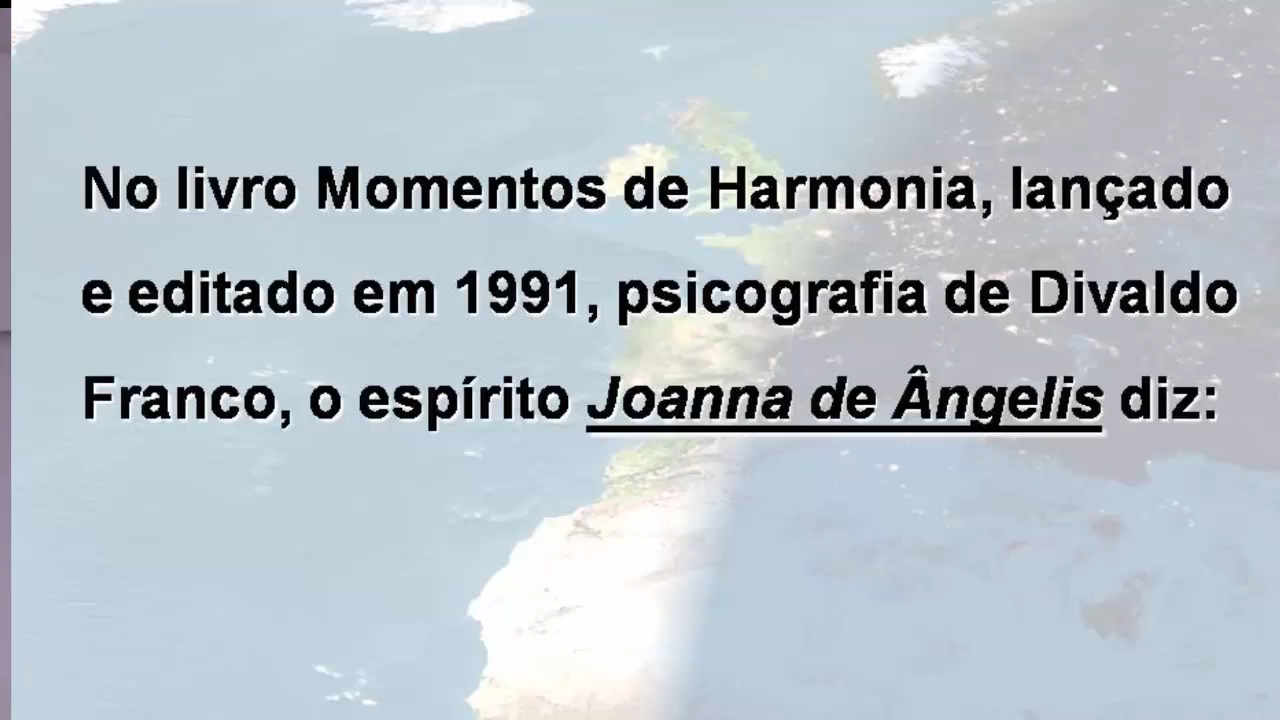 No livro Momentos de Harmonia, lançado
e editado em 1991, psicografia de Divaldo
Franco, o espírito Joanna de Ângelis diz: